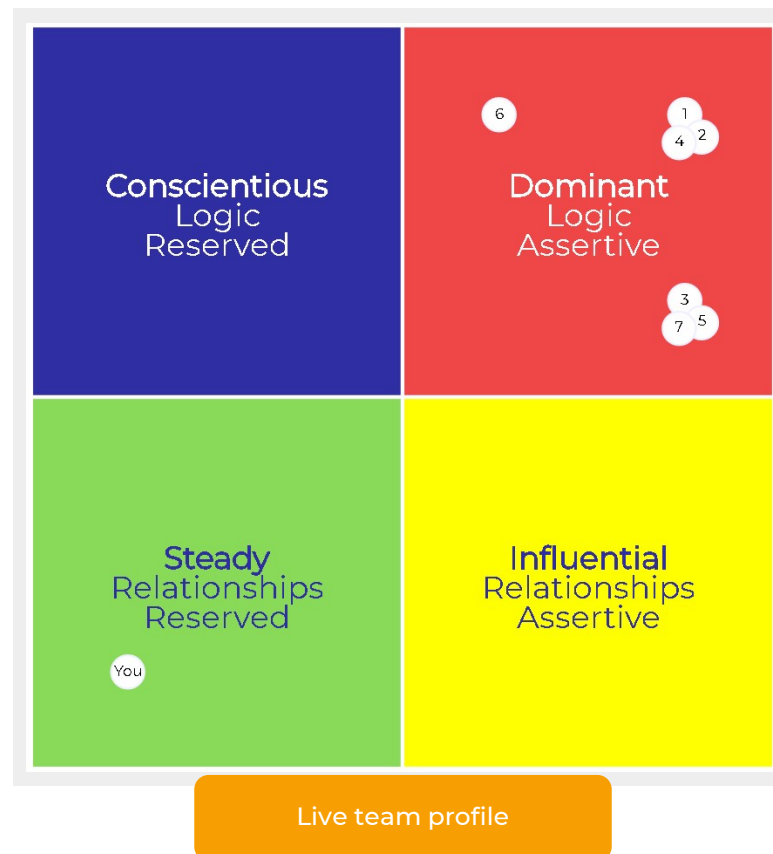 6
1
4 2
Conscientious
Logic
Reserved
Dominant
Logic
Assertive
3
7 5
Steady
Relationships
Reserved
Influential
Relationships
Assertive
You
Live team profile